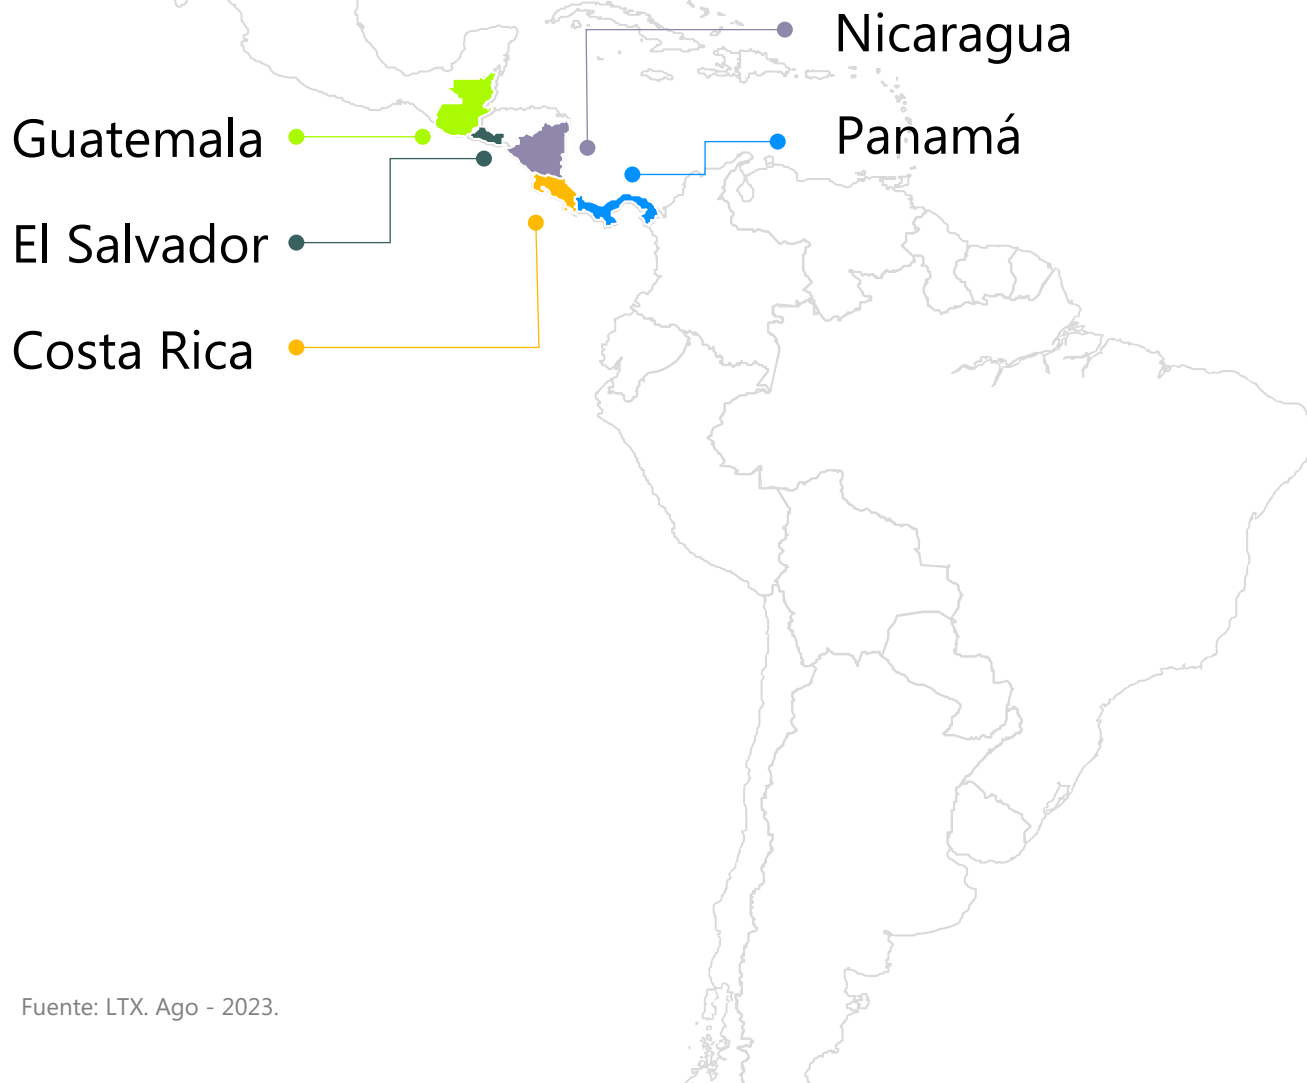 Nicaragua
Guatemala
Panamá
El Salvador
Costa Rica
Fuente: LTX. Ago - 2023.